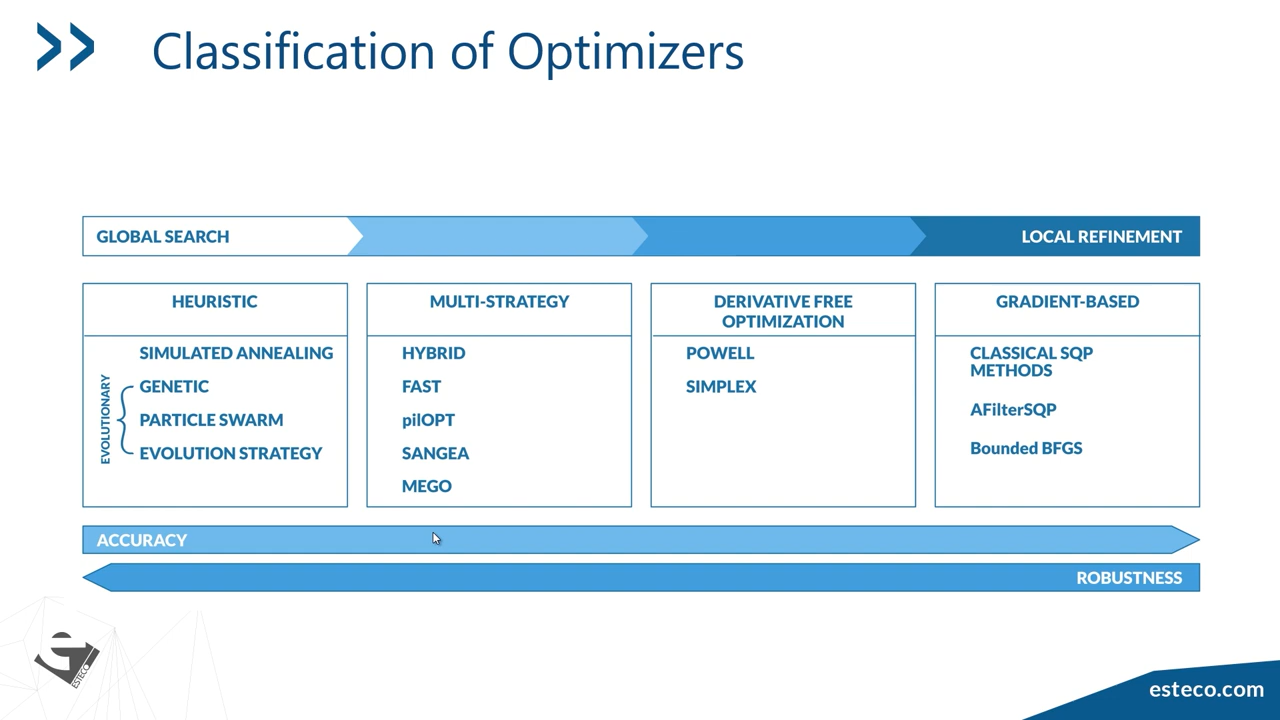 Classification of Optimizers
GLOBAL SEARCH
LOCAL REFINEMENT
HEURISTIC
SIMULATED ANNEALING
EVOLUTIONARY
GENETIC
PARTICLE SWARM
EVOLUTION STRATEGY
MULTI-STRATEGY
HYBRID
FAST
pilOPT
SANGEA
MEGO
DERIVATIVE FREE
OPTIMIZATION
POWELL
SIMPLEX
GRADIENT-BASED
CLASSICAL SQP
METHODS
AFilterSQP
Bounded BFGS
ACCURACY
ROBUSTNESS
ESTECO
esteco.com